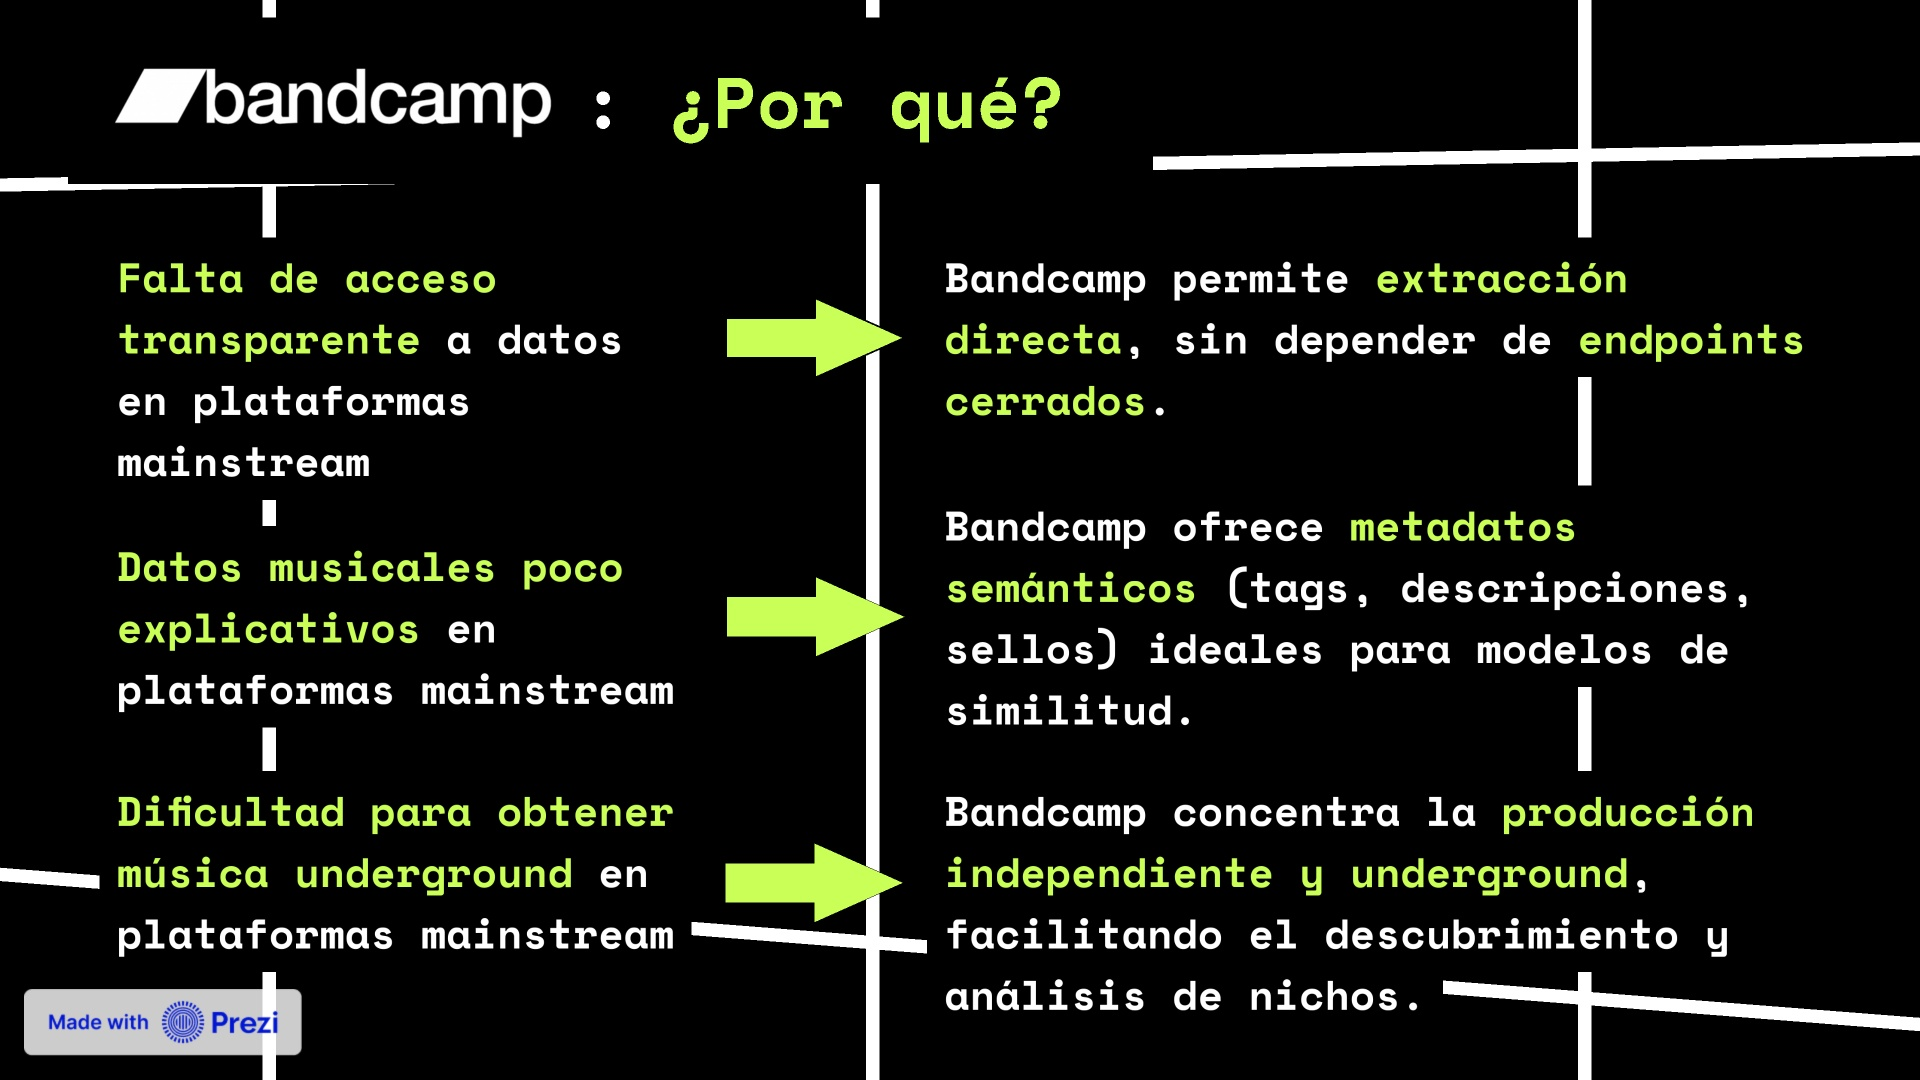 bandcamp : ¿Por qué?
Falta de acceso
transparente a datos
en plataformas
mainstream
Bandcamp permite extracción
directa, sin depender de endpoints
cerrados.
Datos musicales poco
explicativos en
plataformas mainstream
Bandcamp ofrece metadatos
semánticos (tags, descripciones,
sellos) ideales para modelos de
similitud.
Dificultad para obtener
música underground en
plataformas mainstream
Bandcamp concentra la producción
independiente y underground,
facilitando el descubrimiento y
análisis de nichos.
Made with Prezi